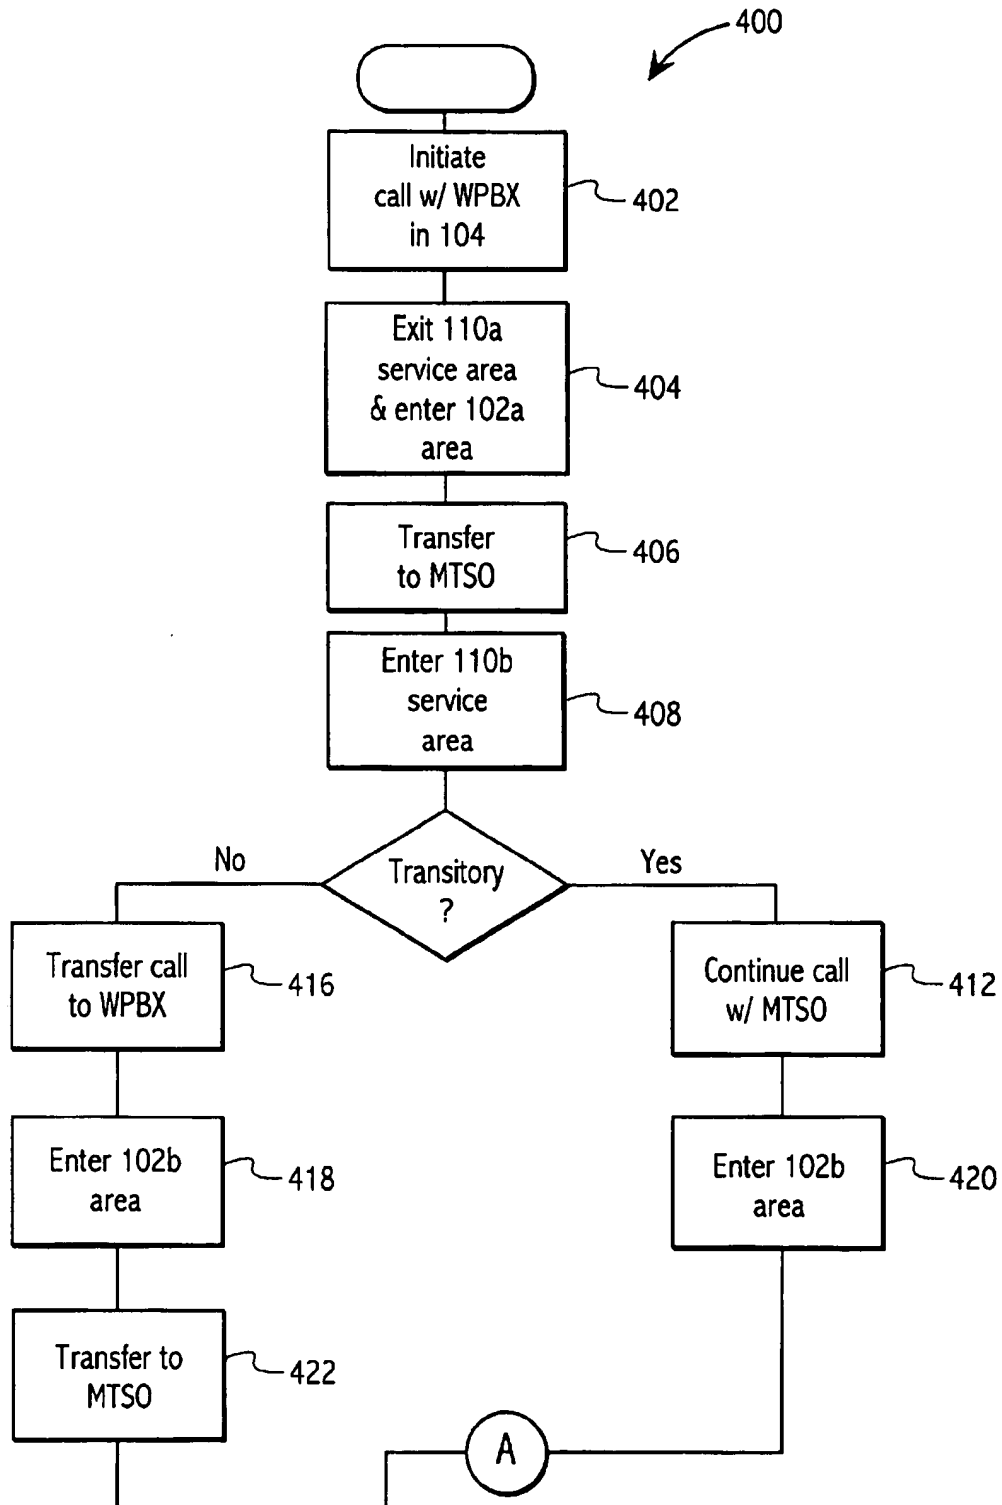 400
Initiate
call w/ WPBX
in 104
402
Exit 110a
service area
& enter 102a
area
404
Transfer
to MTSO
406
Enter 110b
service
area
408
Transitory
?
No
Yes
Transfer call
to WPBX
416
Continue call
w/ MTSO
412
Enter 102b
area
418
Enter 102b
area
420
Transfer to
MTSO
422
A